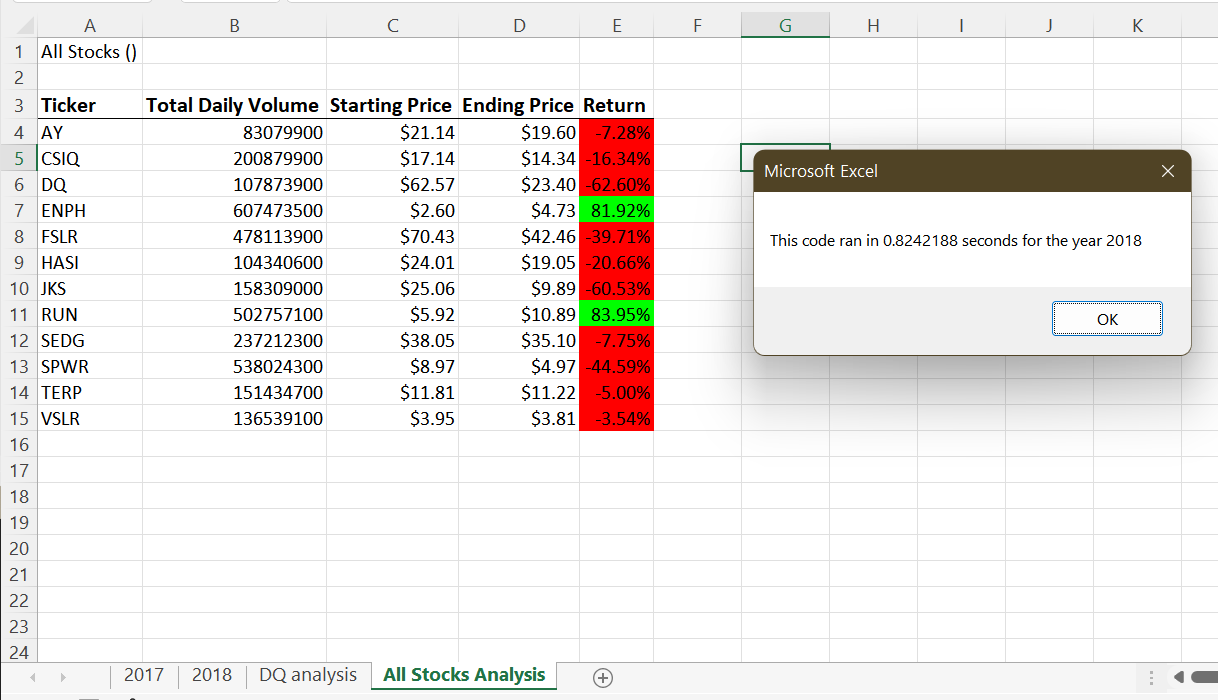 A B C D E F G H I J K
1 All Stocks ()
2
3 Ticker Total Daily Volume Starting Price Ending Price Return
4 AY 83079900 $21.14 $19.60 -7.28%
5 CSIQ 200879900 $17.14 $14.34 -16.34%
6 DQ 107873900 $62.57 $23.40 -62.60%
7 ENPH 607473500 $2.60 $4.73 81.92%
8 FSLR 478113900 $70.43 $42.46 -39.71%
9 HASI 104340600 $24.01 $19.05 -20.66%
10 JKS 158309000 $25.06 $9.89 -60.53%
11 RUN 502757100 $5.92 $10.89 83.95%
12 SEDG 237212300 $38.05 $35.10 -7.75%
13 SPWR 538024300 $8.97 $4.97 -44.59%
14 TERP 151434700 $11.81 $11.22 -5.00%
15 VSLR 136539100 $3.95 $3.81 -3.54%
16
17
18
19
20
21
22
23
24
Microsoft Excel
This code ran in 0.8242188 seconds for the year 2018
OK
2017 2018 DQ analysis All Stocks Analysis